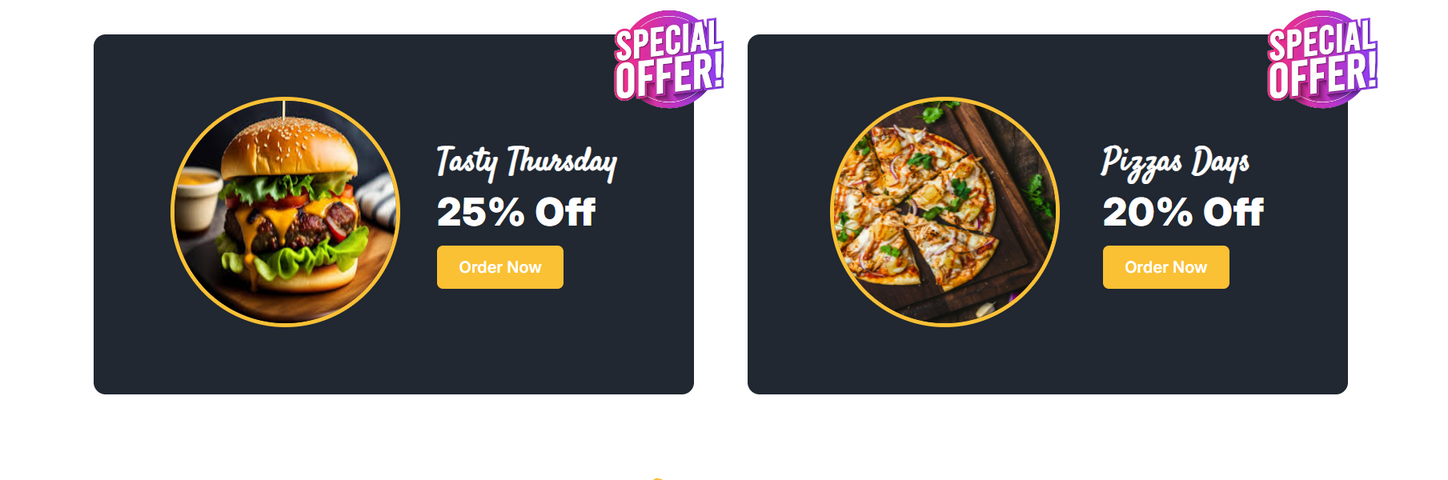 SPECIAL
OFFER!
Tasty Thursday
25% Off
Order Now
SPECIAL
OFFER!
Pizzas Days
20% Off
Order Now